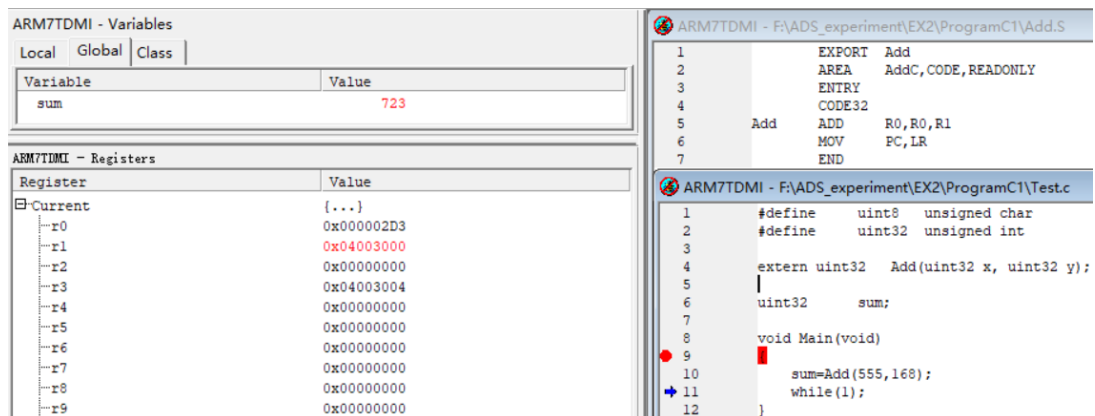 ARM7TDMI - Variables
Local Global Class
Variable Value
sum 723
ARM7TDMI - Registers
Register Value
Current {...}
r0 0x000002D3
r1 0x04003000
r2 0x00000000
r3 0x04003004
r4 0x00000000
r5 0x00000000
r6 0x00000000
r7 0x00000000
r8 0x00000000
r9 0x00000000
ARM7TDMI - F:\ADS_experiment\EX2\ProgramC1\Add.S
1 EXPORT Add
2 AREA AddC,CODE,READONLY
3 ENTRY
4 CODE32
5 Add ADD R0,R0,R1
6 MOV PC,LR
7 END
ARM7TDMI - F:\ADS_experiment\EX2\ProgramC1\Test.c
1 #define uint8 unsigned char
2 #define uint32 unsigned int
3
4 extern uint32 Add(uint32 x, uint32 y);
5
6 uint32 sum;
7
8 void Main(void)
9 {
10 sum=Add(555,168);
11 while(1);
12 }